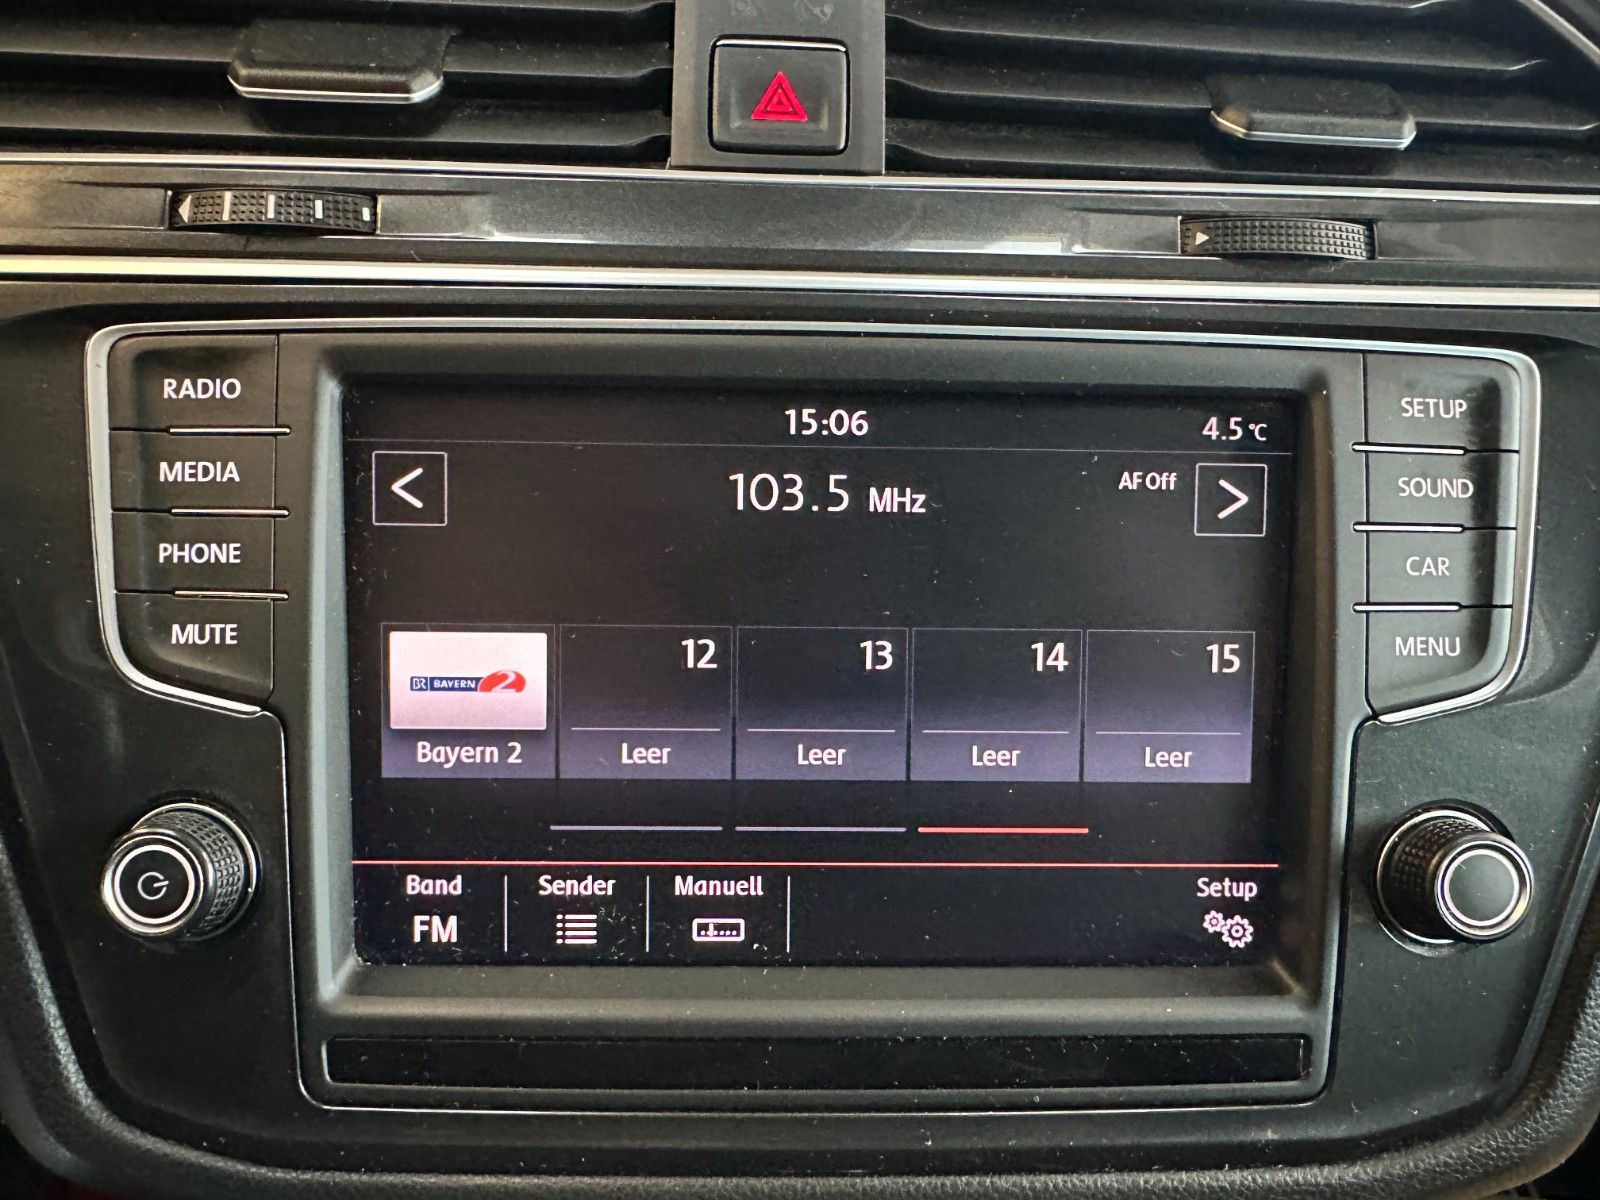 RADIO
MEDIA
PHONE
MUTE
15:06
4.5 °C
103.5 MHz
AF Off
<
>
BR BAYERN 2
Bayern 2
12
Leer
13
Leer
14
Leer
15
Leer
Band
FM
Sender
Manuell
Setup
SETUP
SOUND
CAR
MENU